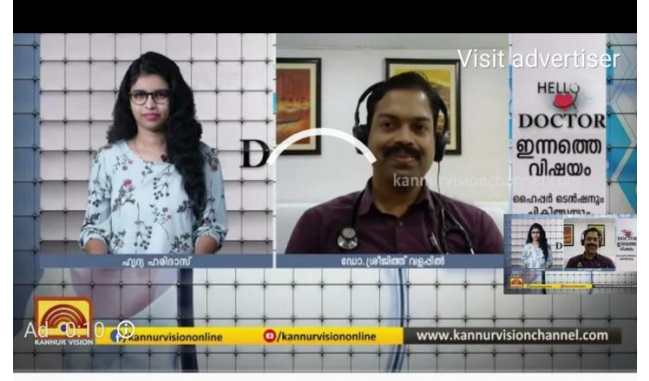 Visit advertiser
HELLO
DOCTOR
ഇന്നത്തെ
വിഷയം
ഹൈപ്പർ ടെൻഷനും
ചികിത്സയും
D
kannurvisionchannel
ഹൃദ്യ ഹരിദാസ്
ഡോ.ശ്രീജിത്ത് വളപ്പിൽ
Ad · 0:10
KANNUR VISION
/kannurvisiononline
/kannurvisiononline
www.kannurvisionchannel.com